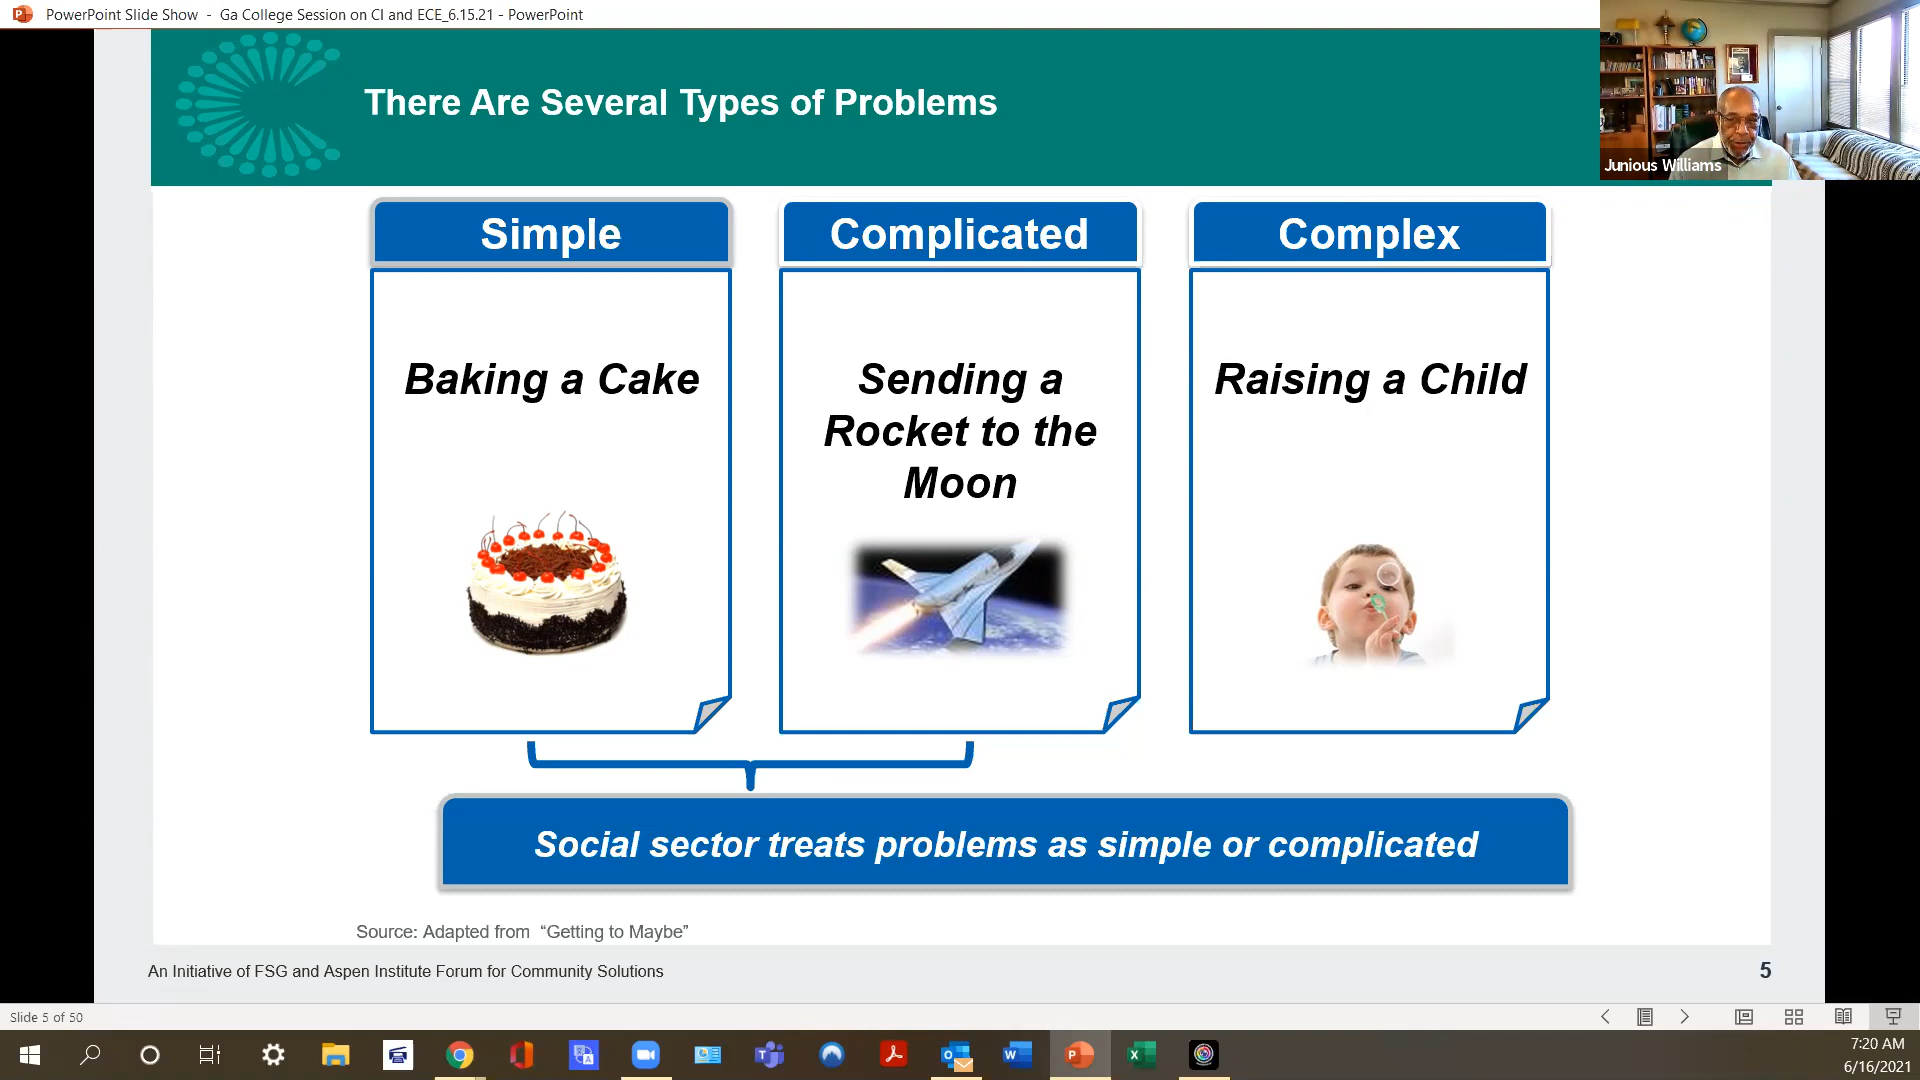 PowerPoint Slide Show - Ga College Session on CI and ECE_6.15.21 - PowerPoint
There Are Several Types of Problems
Junious Williams
Simple
Complicated
Complex
Baking a Cake
Sending a
Rocket to the
Moon
Raising a Child
Social sector treats problems as simple or complicated
Source: Adapted from “Getting to Maybe”
An Initiative of FSG and Aspen Institute Forum for Community Solutions
5
Slide 5 of 50
7:20 AM
6/16/2021